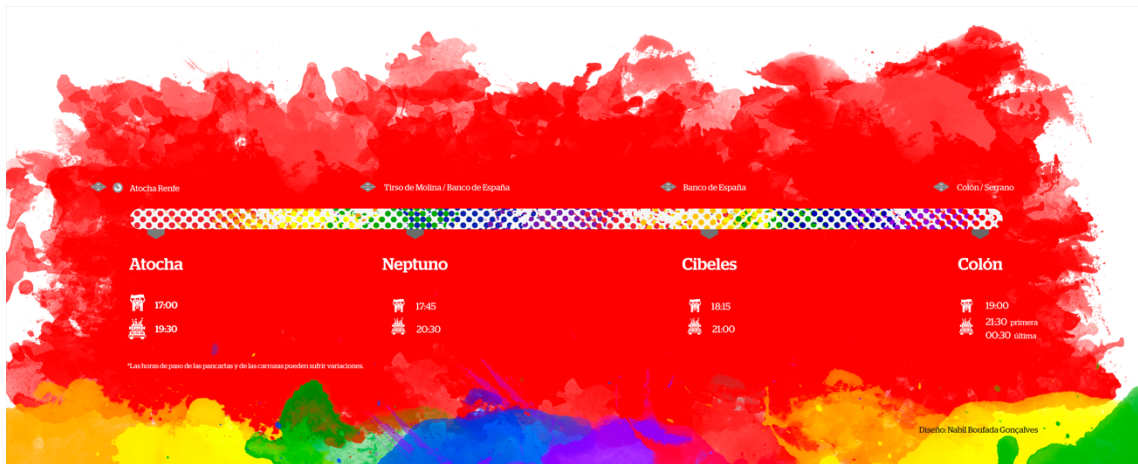 Atocha Renfe
Tirso de Molina / Banco de España
Banco de España
Colón / Serrano
Atocha
Neptuno
Cibeles
Colón
17:00
17:45
18:15
19:00
19:30
20:30
21:00
21:30 primera
00:30 última
*Las horas de paso de las pancartas y de las carrozas pueden sufrir variaciones.
Diseño: Nabil Boufada Gonçalves